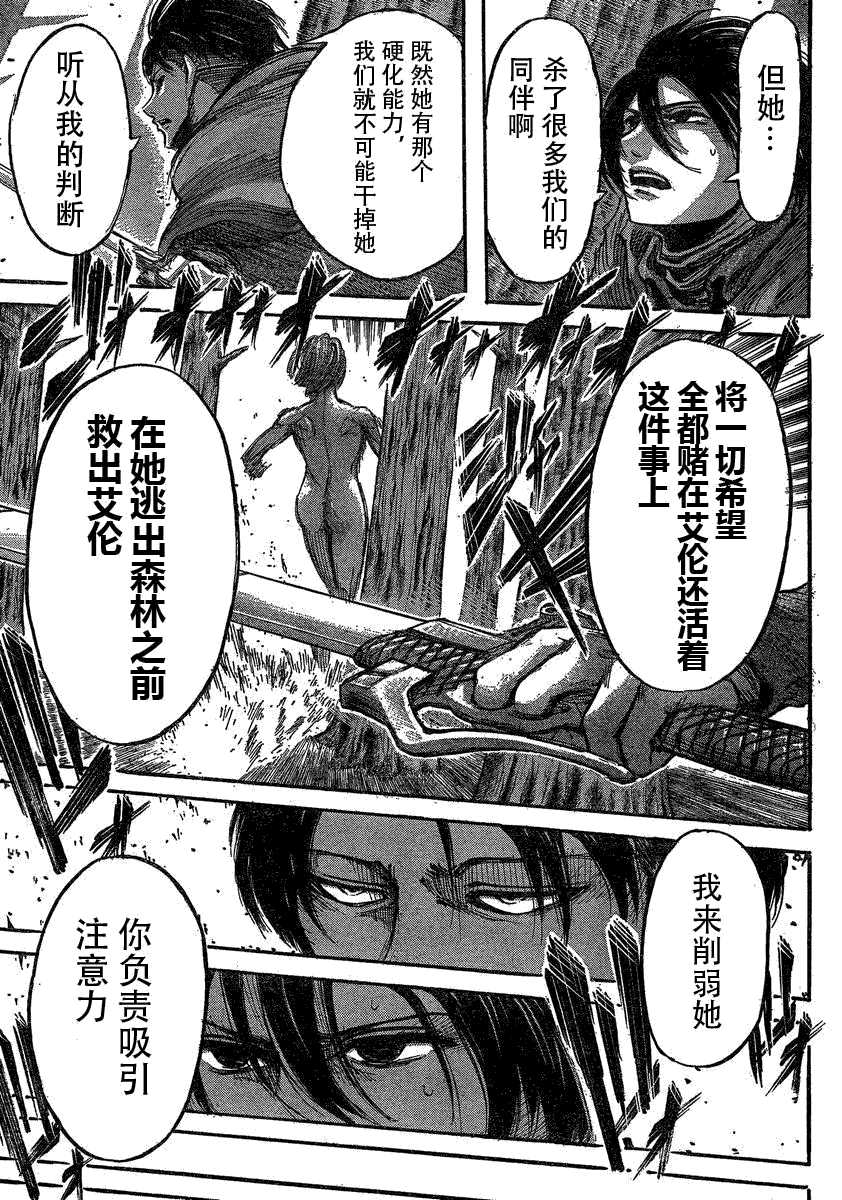 但她…
杀了很多我们的
同伴啊
既然她有那个
硬化能力,
我们就不可能干掉她
听从我的判断
将一切希望
全都赌在艾伦还活着
这件事上
在她逃出森林之前
救出艾伦
我来削弱她
你负责吸引
注意力